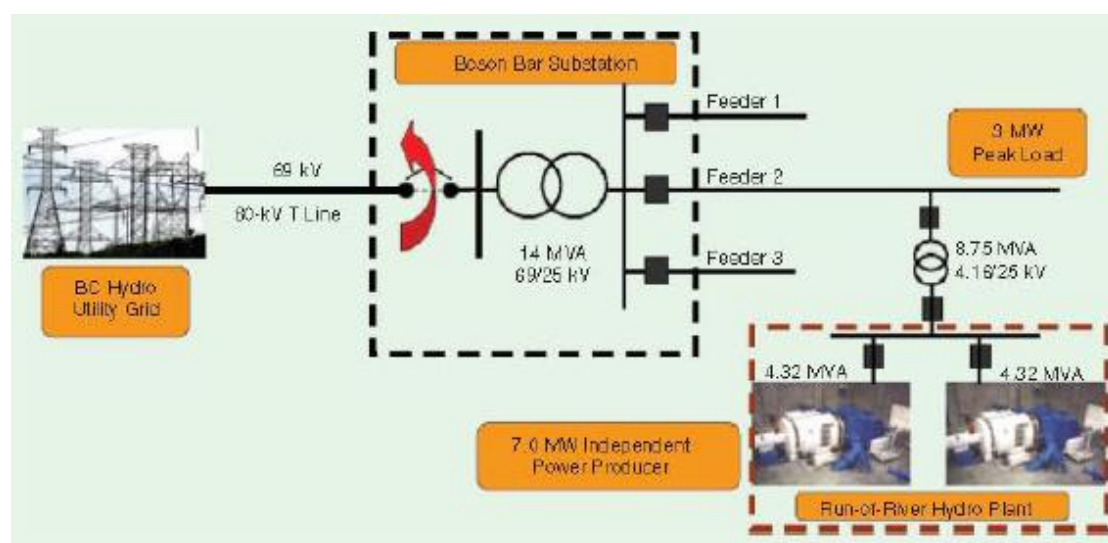 Boson Bar Substation
Feeder 1
3 MW
Peak Load
69 kV
60-kV T Line
Feeder 2
14 MVA
69/25 kV
Feeder 3
8.75 MVA
4.16/25 kV
BC Hydro
Utility Grid
4.32 MVA
4.32 MVA
7.0 MW Independent
Power Producer
Run-of-River Hydro Plant